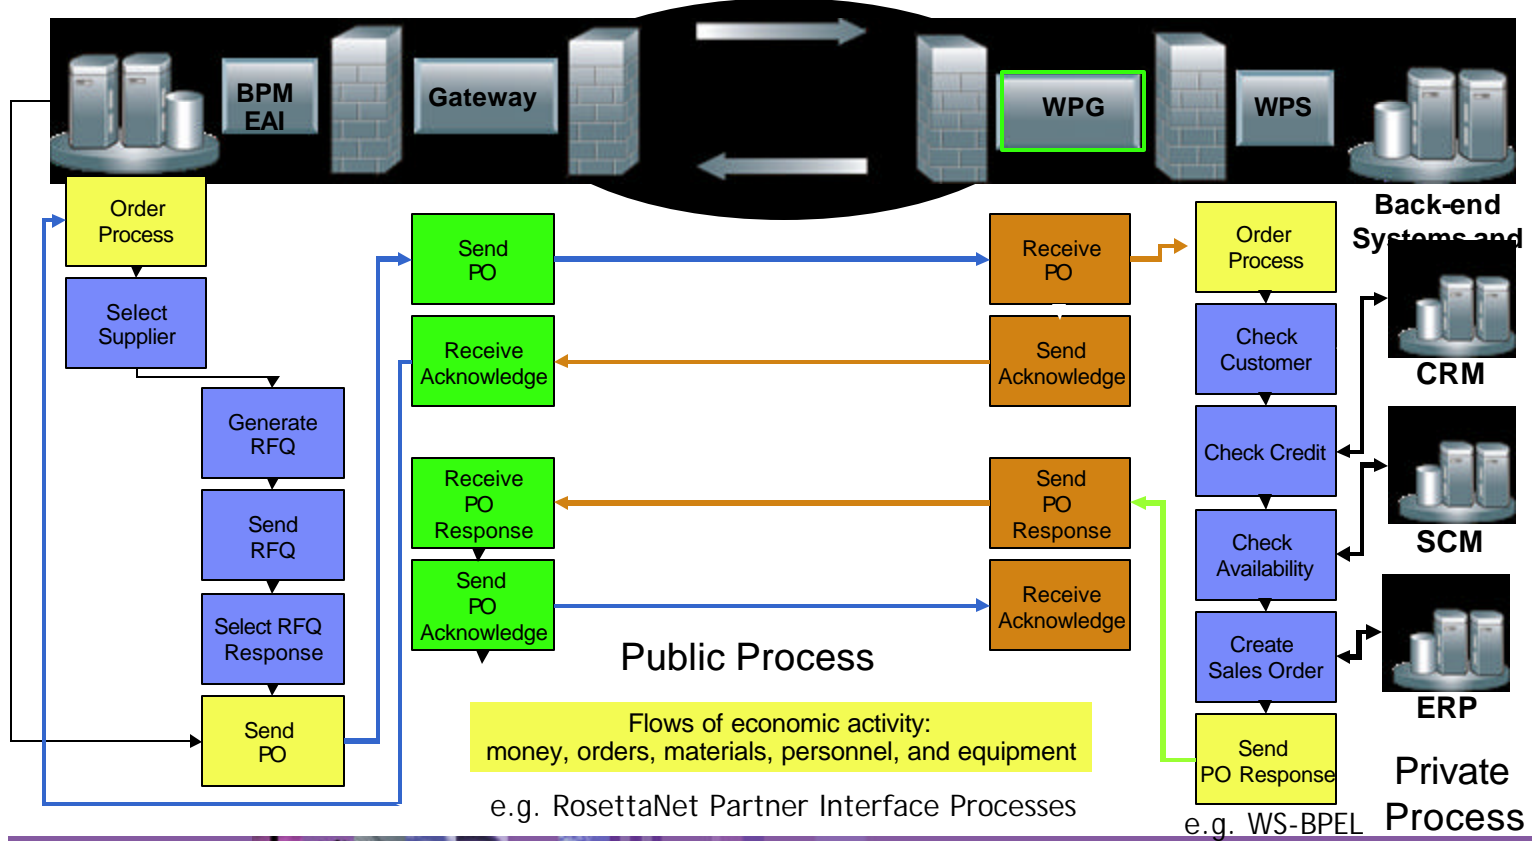 BPM
EAI
Gateway
WPG
WPS
Back-end
Systems and
Order
Process
Select
Supplier
Generate
RFQ
Send
RFQ
Select RFQ
Response
Send
PO
Send
PO
Receive
Acknowledge
Receive
PO
Response
Send
PO
Acknowledge
Receive
PO
Send
Acknowledge
Send
PO
Response
Receive
Acknowledge
Order
Process
Check
Customer
Check Credit
Check
Availability
Create
Sales Order
Send
PO Response
CRM
SCM
ERP
Public Process
Flows of economic activity:
money, orders, materials, personnel, and equipment
e.g. RosettaNet Partner Interface Processes
e.g. WS-BPEL
Private
Process